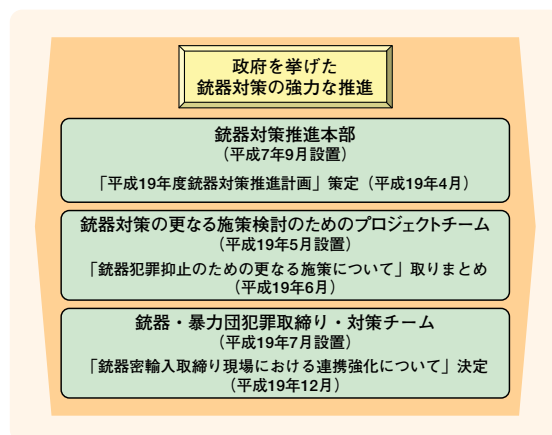 政府を挙げた
銃器対策の強力な推進
銃器対策推進本部
（平成7年9月設置）
「平成19年度銃器対策推進計画」策定（平成19年4月）
銃器対策の更なる施策検討のためのプロジェクトチーム
（平成19年5月設置）
「銃器犯罪抑止のための更なる施策について」取りまとめ
（平成19年6月）
銃器・暴力団犯罪取締り・対策チーム
（平成19年7月設置）
「銃器密輸入取締り現場における連携強化について」決定
（平成19年12月）